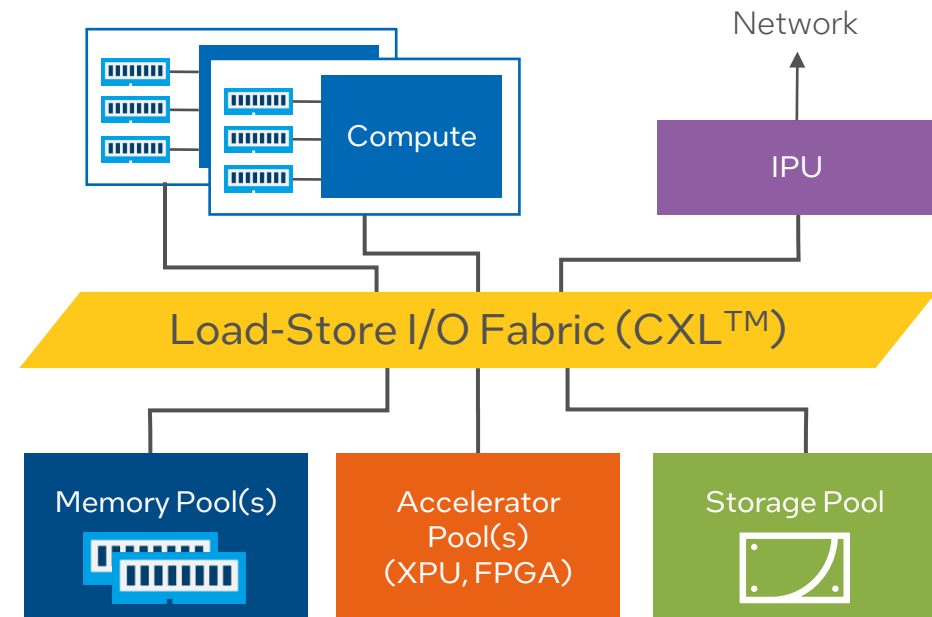 Network
Compute
IPU
Load-Store I/O Fabric (CXL™)
Memory Pool(s)
Accelerator
Pool(s)
(XPU, FPGA)
Storage Pool